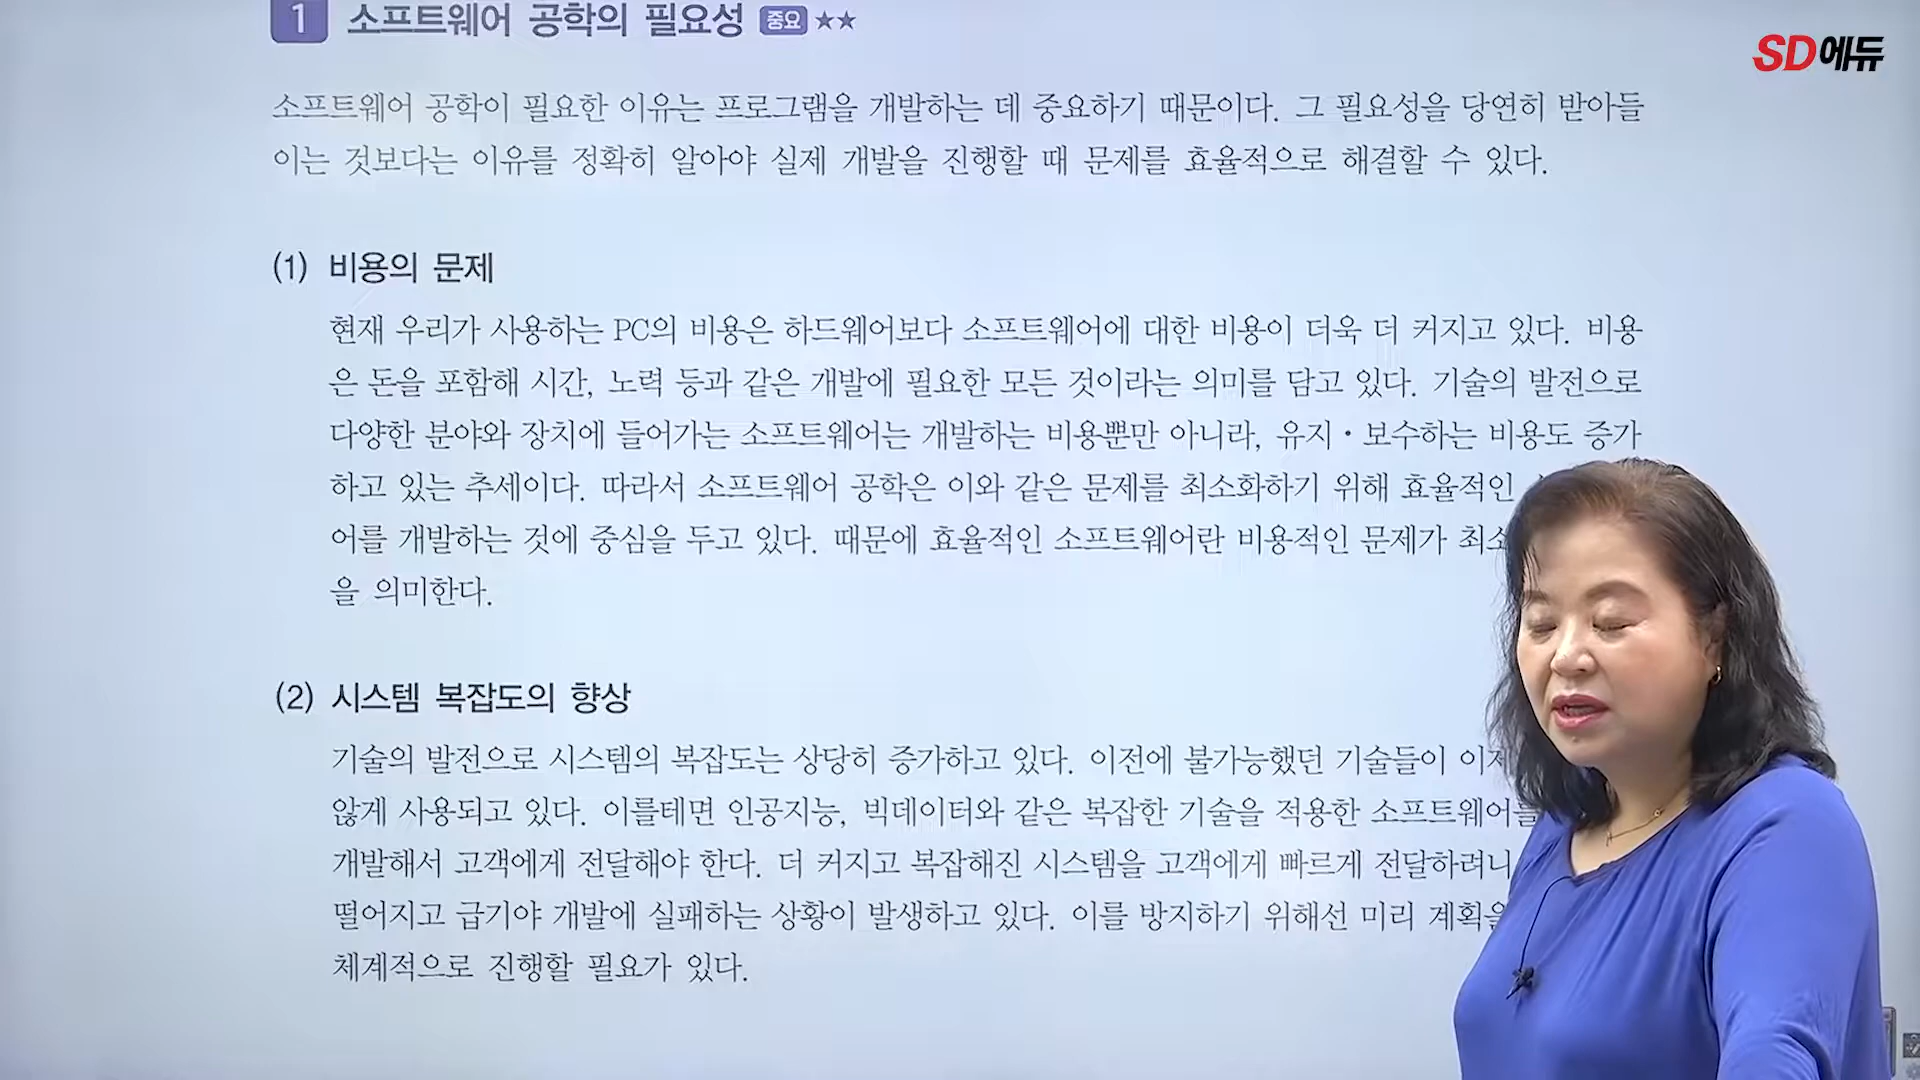 1 소프트웨어 공학의 필요성 중요 ★★
SD에듀
소프트웨어 공학이 필요한 이유는 프로그램을 개발하는 데 중요하기 때문이다. 그 필요성을 당연히 받아들
이는 것보다는 이유를 정확히 알아야 실제 개발을 진행할 때 문제를 효율적으로 해결할 수 있다.
(1) 비용의 문제
현재 우리가 사용하는 PC의 비용은 하드웨어보다 소프트웨어에 대한 비용이 더욱 더 커지고 있다. 비용
은 돈을 포함해 시간, 노력 등과 같은 개발에 필요한 모든 것이라는 의미를 담고 있다. 기술의 발전으로
다양한 분야와 장치에 들어가는 소프트웨어는 개발하는 비용뿐만 아니라, 유지・보수하는 비용도 증가
하고 있는 추세이다. 따라서 소프트웨어 공학은 이와 같은 문제를 최소화하기 위해 효율적인
어를 개발하는 것에 중심을 두고 있다. 때문에 효율적인 소프트웨어란 비용적인 문제가 최소
을 의미한다.
(2) 시스템 복잡도의 향상
기술의 발전으로 시스템의 복잡도는 상당히 증가하고 있다. 이전에 불가능했던 기술들이
않게 사용되고 있다. 이를테면 인공지능, 빅데이터와 같은 복잡한 기술을 적용한 소프트웨어를
개발해서 고객에게 전달해야 한다. 더 커지고 복잡해진 시스템을 고객에게 빠르게 전달하려니
떨어지고 급기야 개발에 실패하는 상황이 발생하고 있다. 이를 방지하기 위해선 미리 계획을
체계적으로 진행할 필요가 있다.